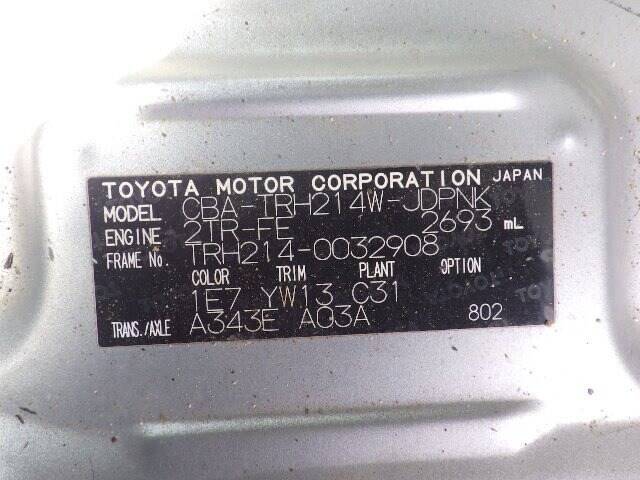 TOYOTA MOTOR CORPORATION JAPAN
MODEL CBA-TRH214W-JDPNK
ENGINE 2TR-FE 2693 mL
FRAME No. TRH214-0032908
COLOR TRIM PLANT OPTION
1E7 YW13 C31
TRANS./AXLE A343E A03A 802